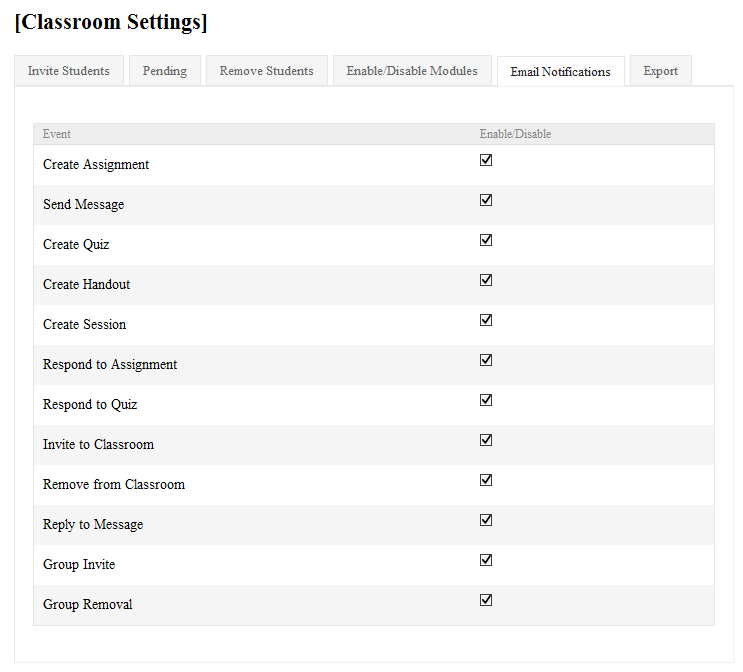 [Classroom Settings]
Invite Students Pending Remove Students Enable/Disable Modules Email Notifications Export
Event Enable/Disable
Create Assignment
Send Message
Create Quiz
Create Handout
Create Session
Respond to Assignment
Respond to Quiz
Invite to Classroom
Remove from Classroom
Reply to Message
Group Invite
Group Removal